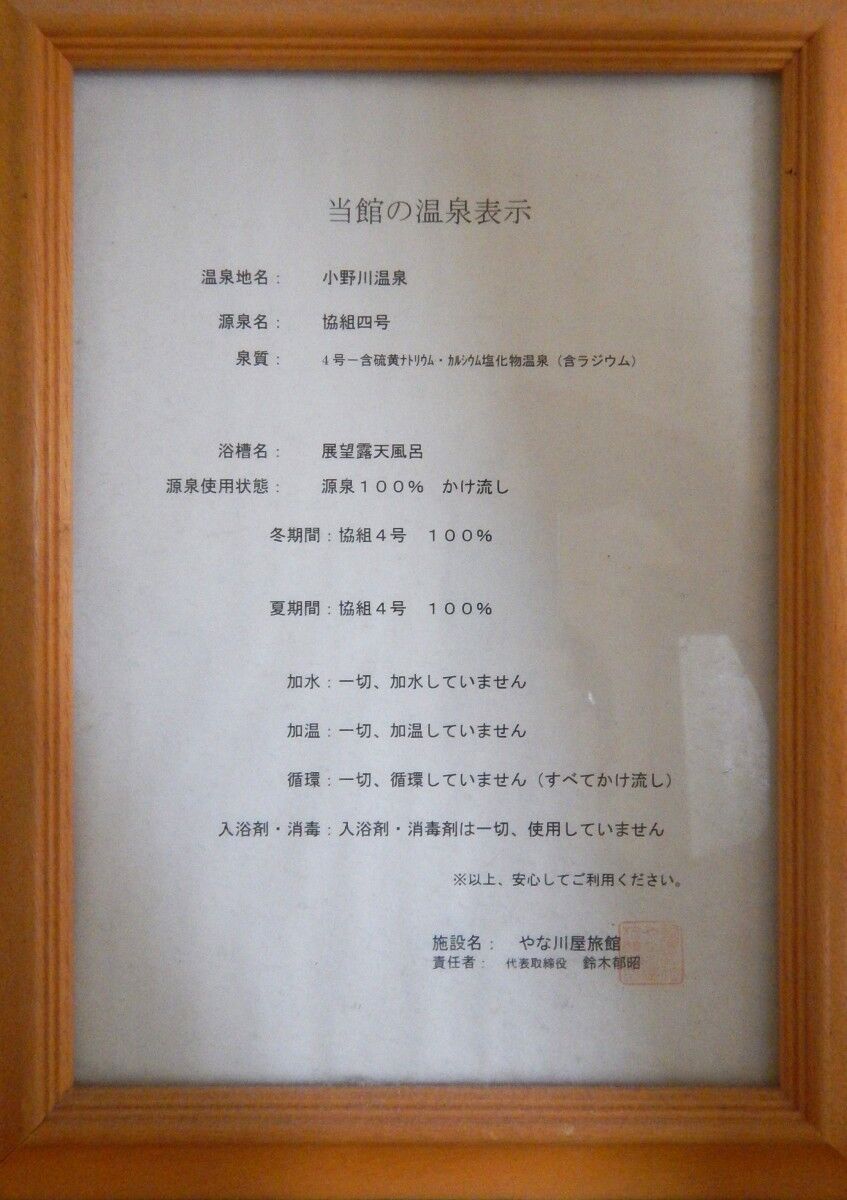 当館の温泉表示
温泉地名： 小野川温泉
源泉名： 協組四号
泉質： 4号－含硫黄ﾅﾄﾘｳﾑ・ｶﾙｼｳﾑ塩化物温泉（含ラジウム）
浴槽名： 展望露天風呂
源泉使用状態： 源泉１００％ かけ流し
冬期間：協組４号 １００％
夏期間：協組４号 １００％
加水：一切、加水していません
加温：一切、加温していません
循環：一切、循環していません（すべてかけ流し）
入浴剤・消毒：入浴剤・消毒剤は一切、使用していません
※以上、安心してご利用ください。
施設名： やな川屋旅館
責任者： 代表取締役 鈴木郁昭